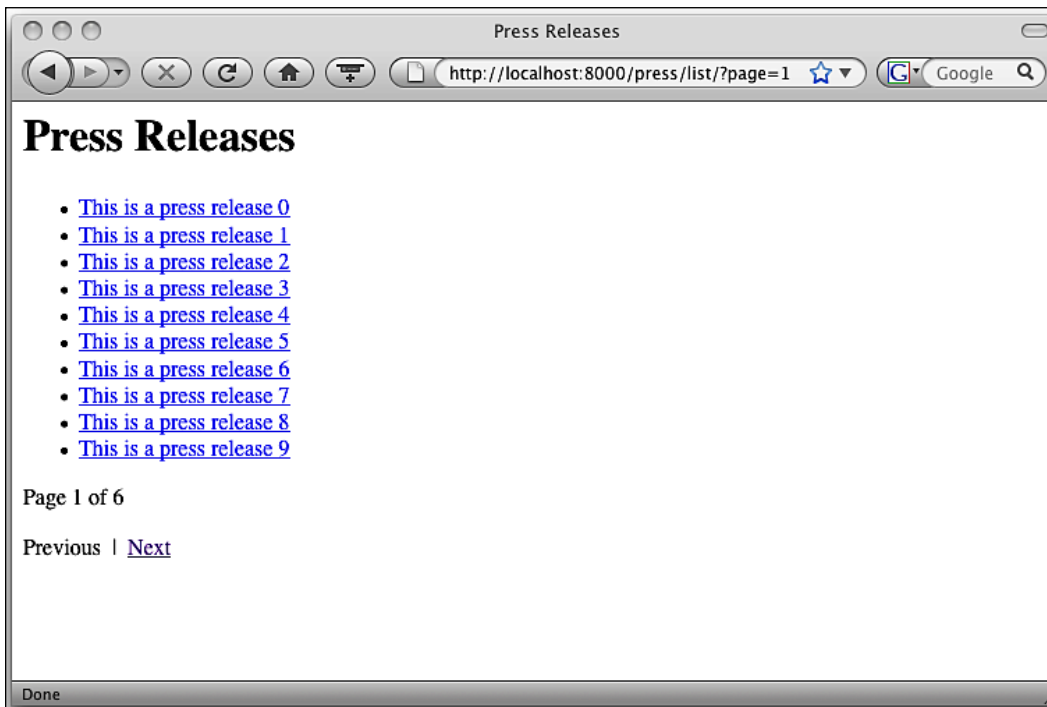 Press Releases
http://localhost:8000/press/list/?page=1
G Google
Press Releases
This is a press release 0
This is a press release 1
This is a press release 2
This is a press release 3
This is a press release 4
This is a press release 5
This is a press release 6
This is a press release 7
This is a press release 8
This is a press release 9
Page 1 of 6
Previous | Next
Done